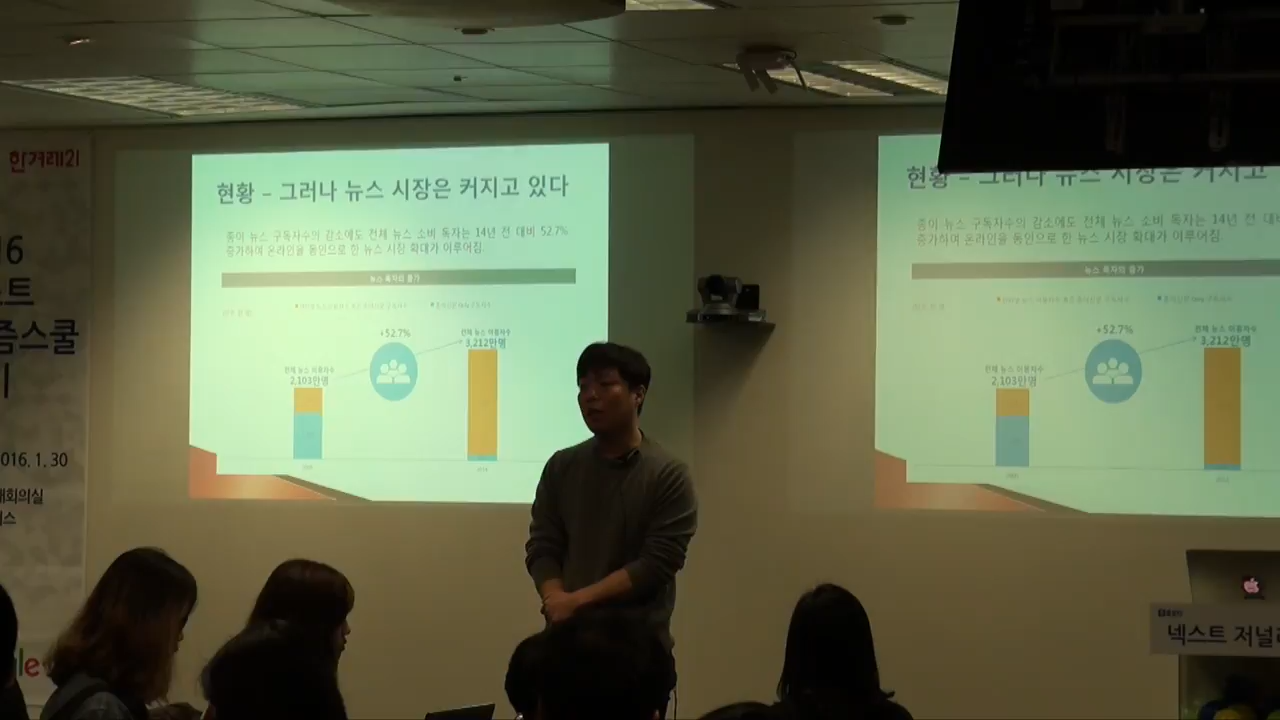 한겨레21
16
스트
즘스쿨
기
016. 1. 30
대회의실
le
현황 – 그러나 뉴스 시장은 커지고 있다
종이 뉴스 구독자수의 감소에도 전체 뉴스 소비 독자는 14년 전 대비 52.7%
증가하여 온라인을 동인으로 한 뉴스 시장 확대가 이루어짐.
뉴스 독자의 증가
+52.7%
전체 뉴스 이용자수
3,212만명
전체 뉴스 이용자수
2,103만명
현황 – 그러나 뉴스 시장은 커지고
종이 뉴스 구독자수의 감소에도 전체 뉴스 소비 독자는 14년 전 대비
증가하여 온라인을 동인으로 한 뉴스 시장 확대가 이루어짐.
뉴스 독자의 증가
+52.7%
전체 뉴스 이용자수
3,212만명
전체 뉴스 이용자수
2,103만명
넥스트 저널